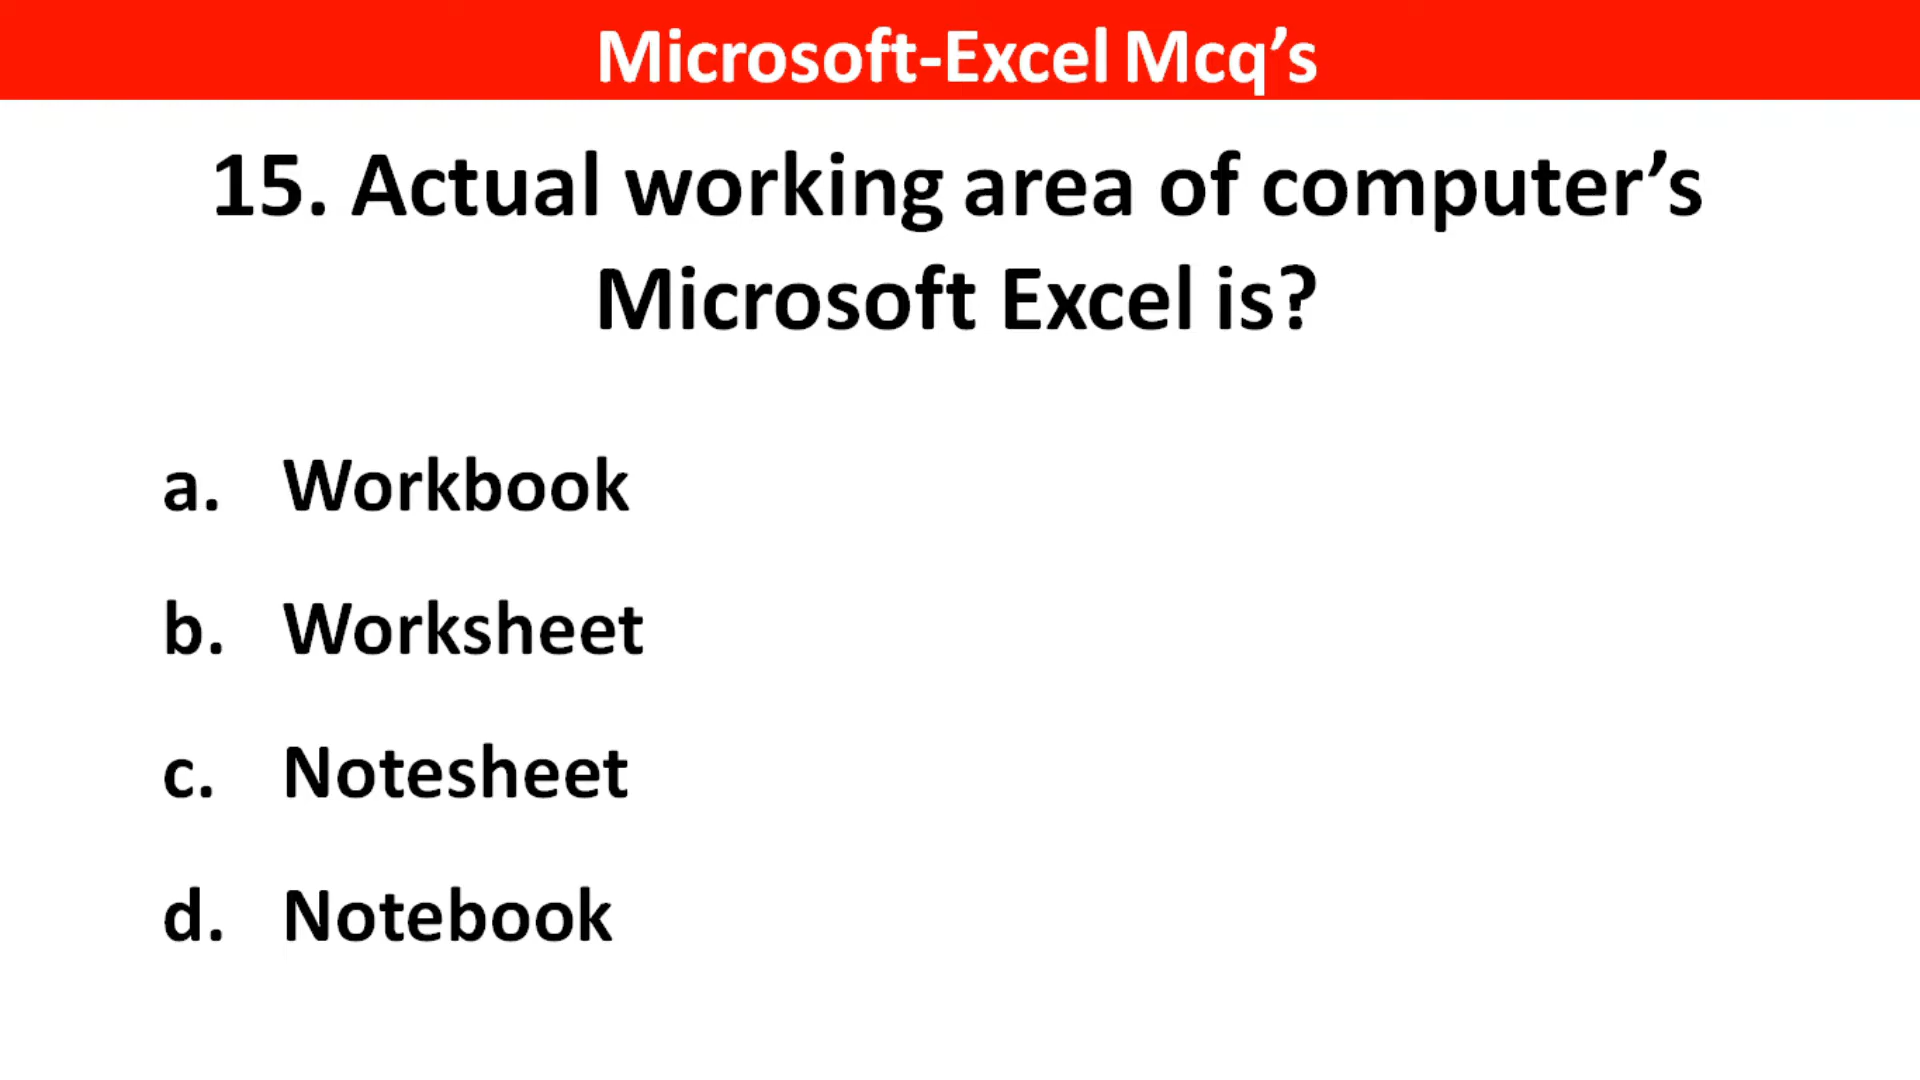 Microsoft-Excel Mcq’s
15. Actual working area of computer’s
Microsoft Excel is?
a. Workbook
b. Worksheet
c. Notesheet
d. Notebook